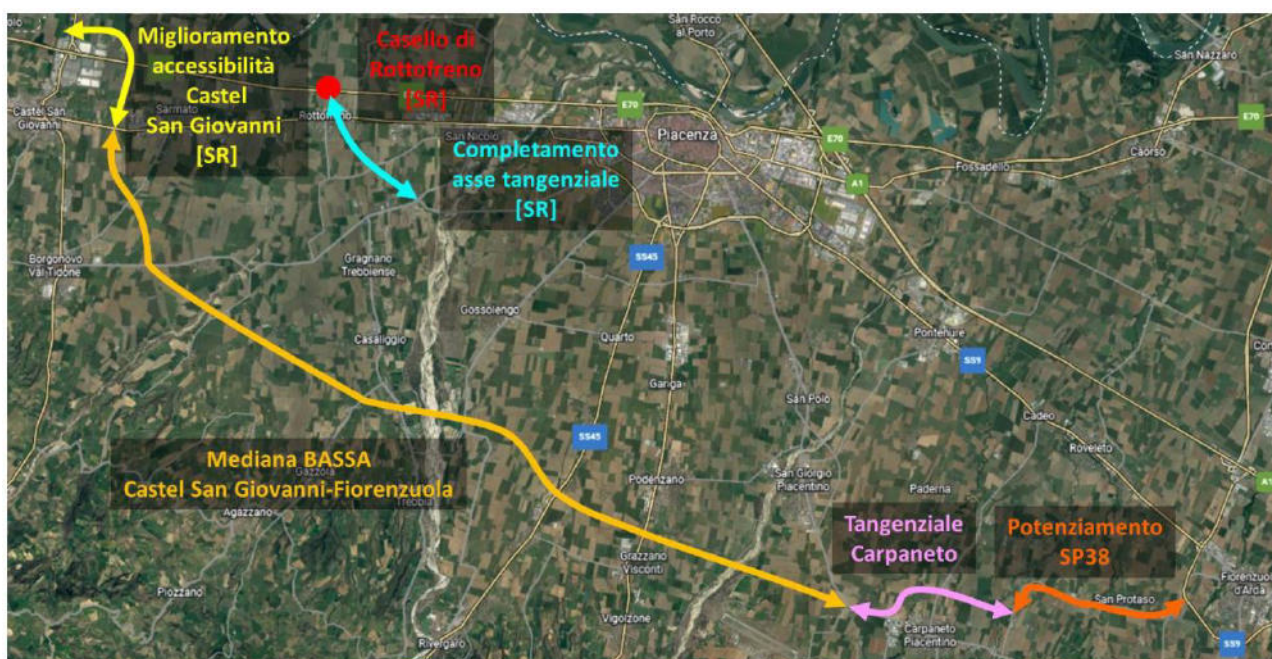 Miglioramento
accessibilità
Castel
San Giovanni
[SR]
Casello di
Rottofreno
[SR]
San Rocco
al Porto
San Nazzaro
E70
E70
E70
Castel San
Giovanni
Sarmato
Rottofreno
San Nicolò
Piacenza
Caorso
Fossadello
A1
Completamento
asse tangenziale
[SR]
Borgonovo
Val Tidone
Gragnano
Trebbiense
SS45
Gossolengo
Casaliggio
Quarto
Pontenure
SS9
Gariga
San Polo
Cadeo
Roveleto
SS45
Mediana BASSA
Castel San Giovanni-Fiorenzuola
Gazzola
Agazzano
Podenzano
San Giorgio
Piacentino
Paderna
A1
Tangenziale
Carpaneto
Potenziamento
SP38
Grazzano
Visconti
Piozzano
Rivergaro
Vigolzone
Carpaneto
Piacentino
San Protaso
Fiorenzuol
d'Arda
SS9